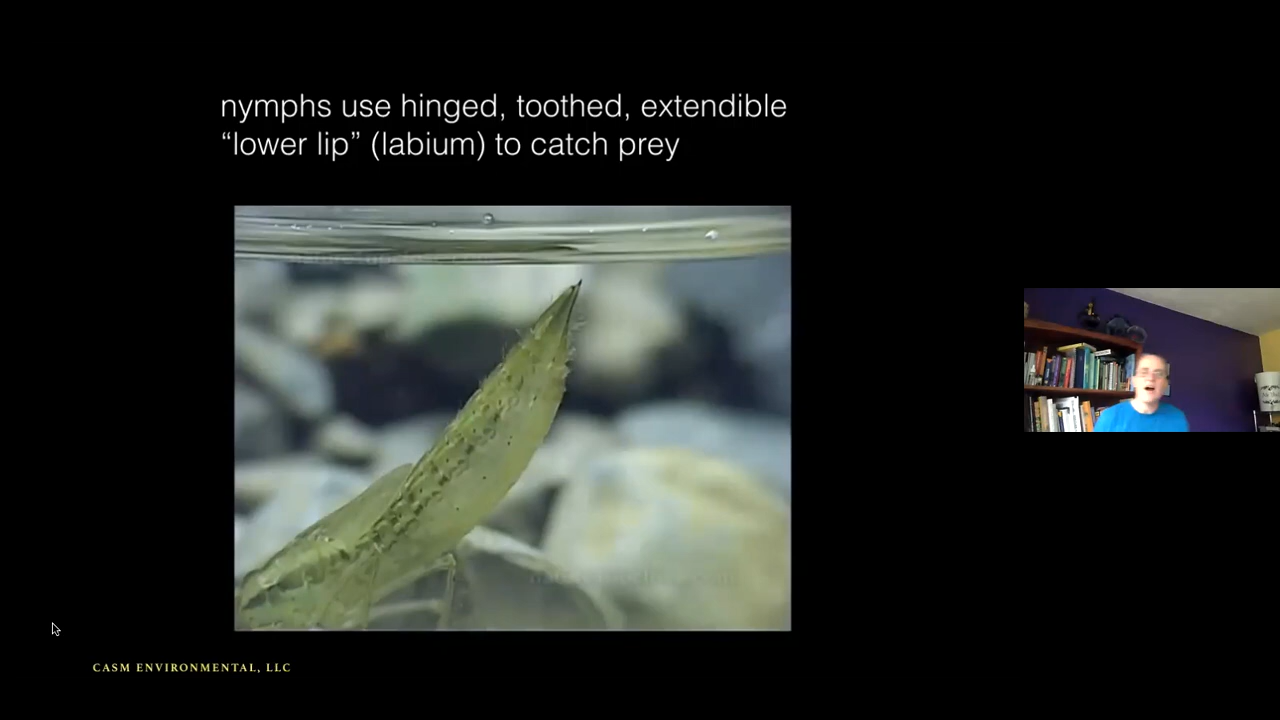 nymphs use hinged, toothed, extendible
“lower lip” (labium) to catch prey
CASM ENVIRONMENTAL, LLC